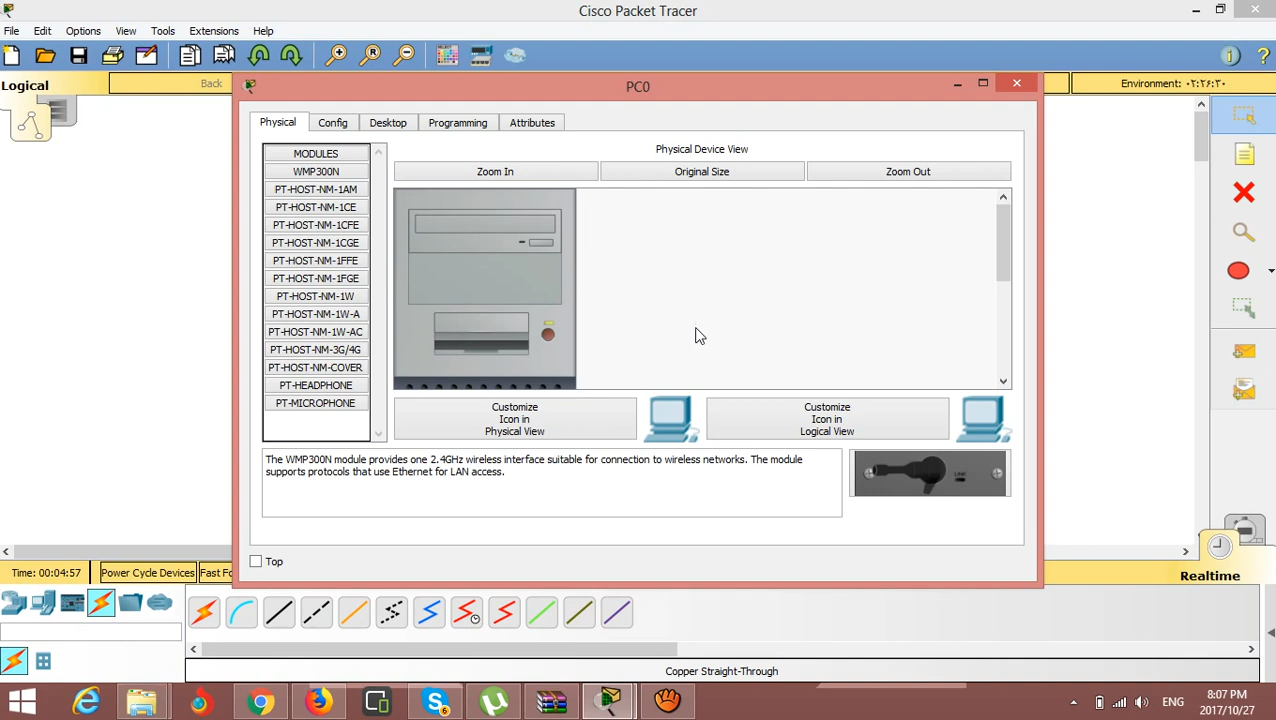 Cisco Packet Tracer
File Edit Options View Tools Extensions Help
Logical
Back
Environment: ۰۲:۲۶:۳۰
PC0
Physical Config Desktop Programming Attributes
MODULES
WMP300N
PT-HOST-NM-1AM
PT-HOST-NM-1CE
PT-HOST-NM-1CFE
PT-HOST-NM-1CGE
PT-HOST-NM-1FFE
PT-HOST-NM-1FGE
PT-HOST-NM-1W
PT-HOST-NM-1W-A
PT-HOST-NM-1W-AC
PT-HOST-NM-3G/4G
PT-HOST-NM-COVER
PT-HEADPHONE
PT-MICROPHONE
Physical Device View
Zoom In Original Size Zoom Out
Customize
Icon in
Physical View
Customize
Icon in
Logical View
The WMP300N module provides one 2.4GHz wireless interface suitable for connection to wireless networks. The module
supports protocols that use Ethernet for LAN access.
Top
Time: 00:04:57 Power Cycle Devices Fast Fo
Realtime
Copper Straight-Through
ENG
8:07 PM
2017/10/27